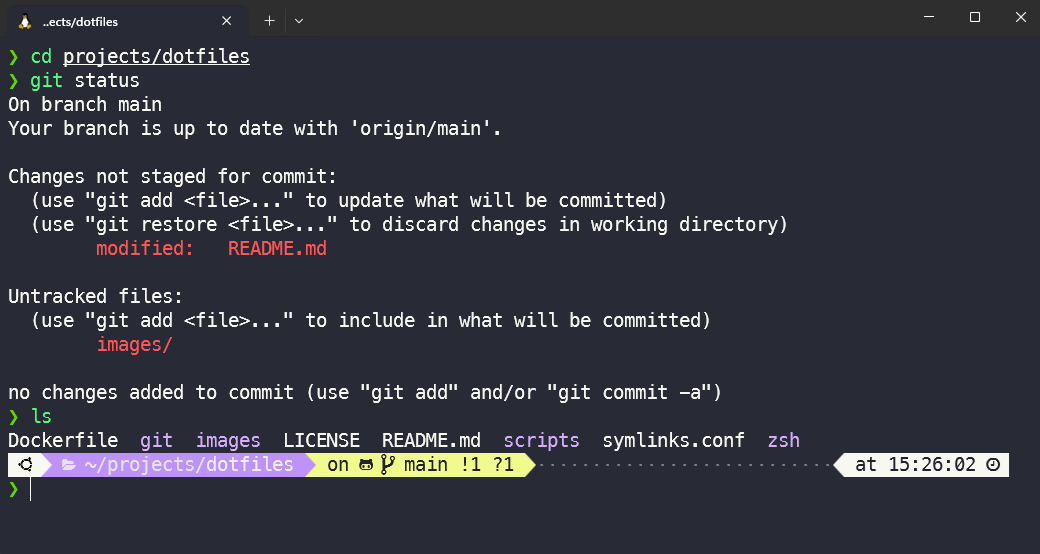 ..ects/dotfiles
❯ cd projects/dotfiles
❯ git status
On branch main
Your branch is up to date with 'origin/main'.
Changes not staged for commit:
  (use "git add <file>..." to update what will be committed)
  (use "git restore <file>..." to discard changes in working directory)
        modified:   README.md
Untracked files:
  (use "git add <file>..." to include in what will be committed)
        images/
no changes added to commit (use "git add" and/or "git commit -a")
❯ ls
Dockerfile  git  images  LICENSE  README.md  scripts  symlinks.conf  zsh
~/projects/dotfiles on main !1 ?1 at 15:26:02
❯